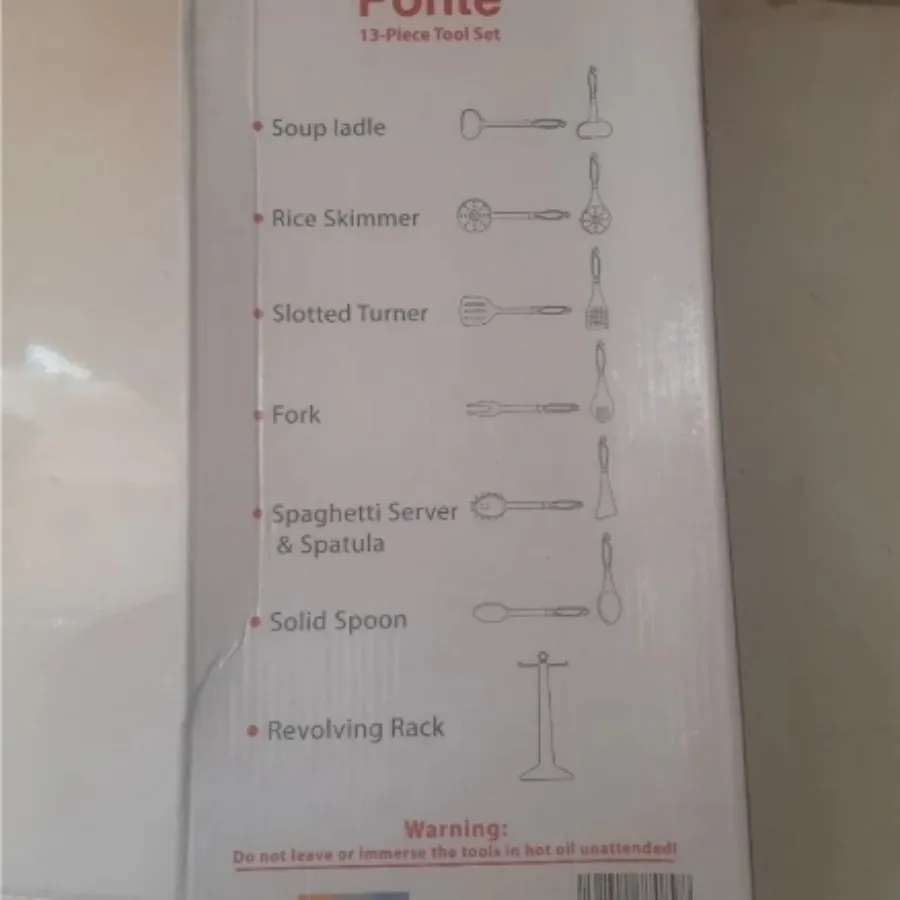 13-Piece Tool Set
Soup ladle
Rice Skimmer
Slotted Turner
Fork
Spaghetti Server
& Spatula
Solid Spoon
Revolving Rack
Warning:
Do not leave or immerse the tools in hot oil unattended!